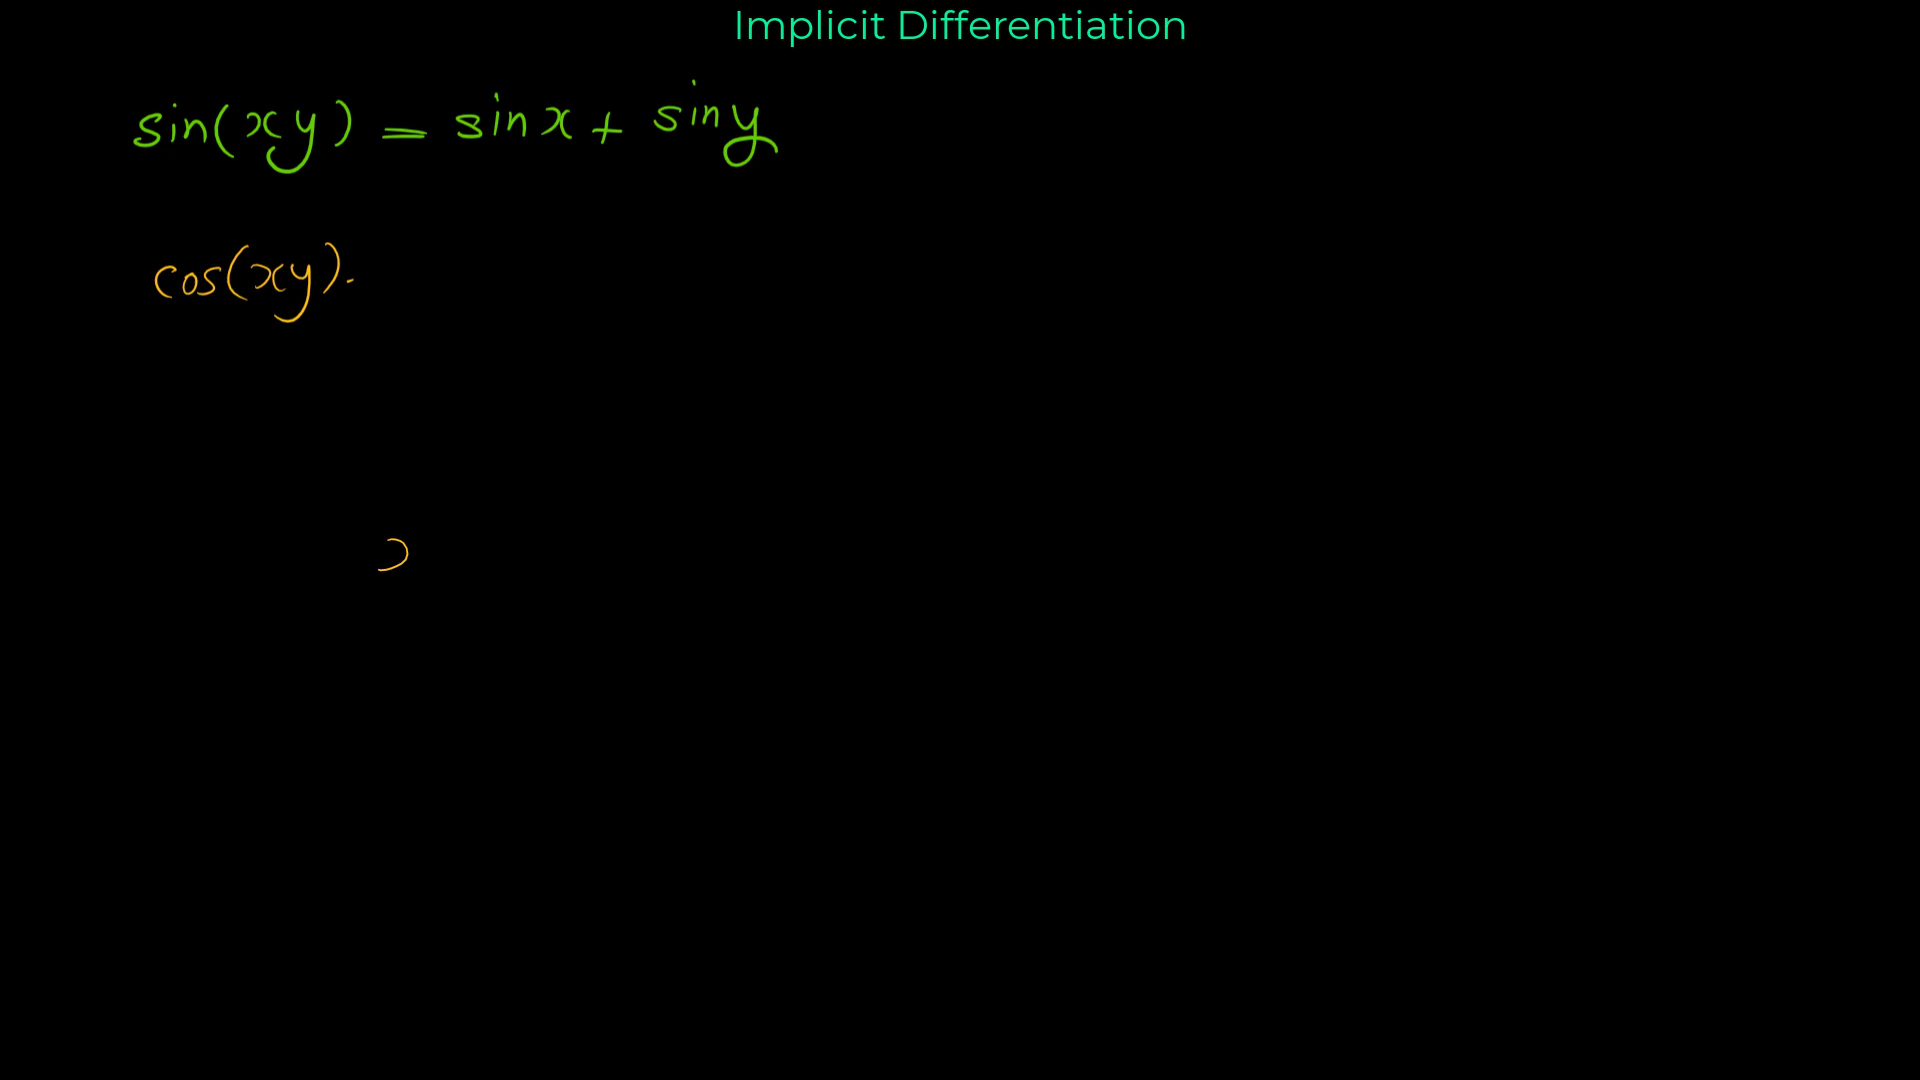 Implicit Differentiation
sin(xy) = sinx + siny
cos(xy).